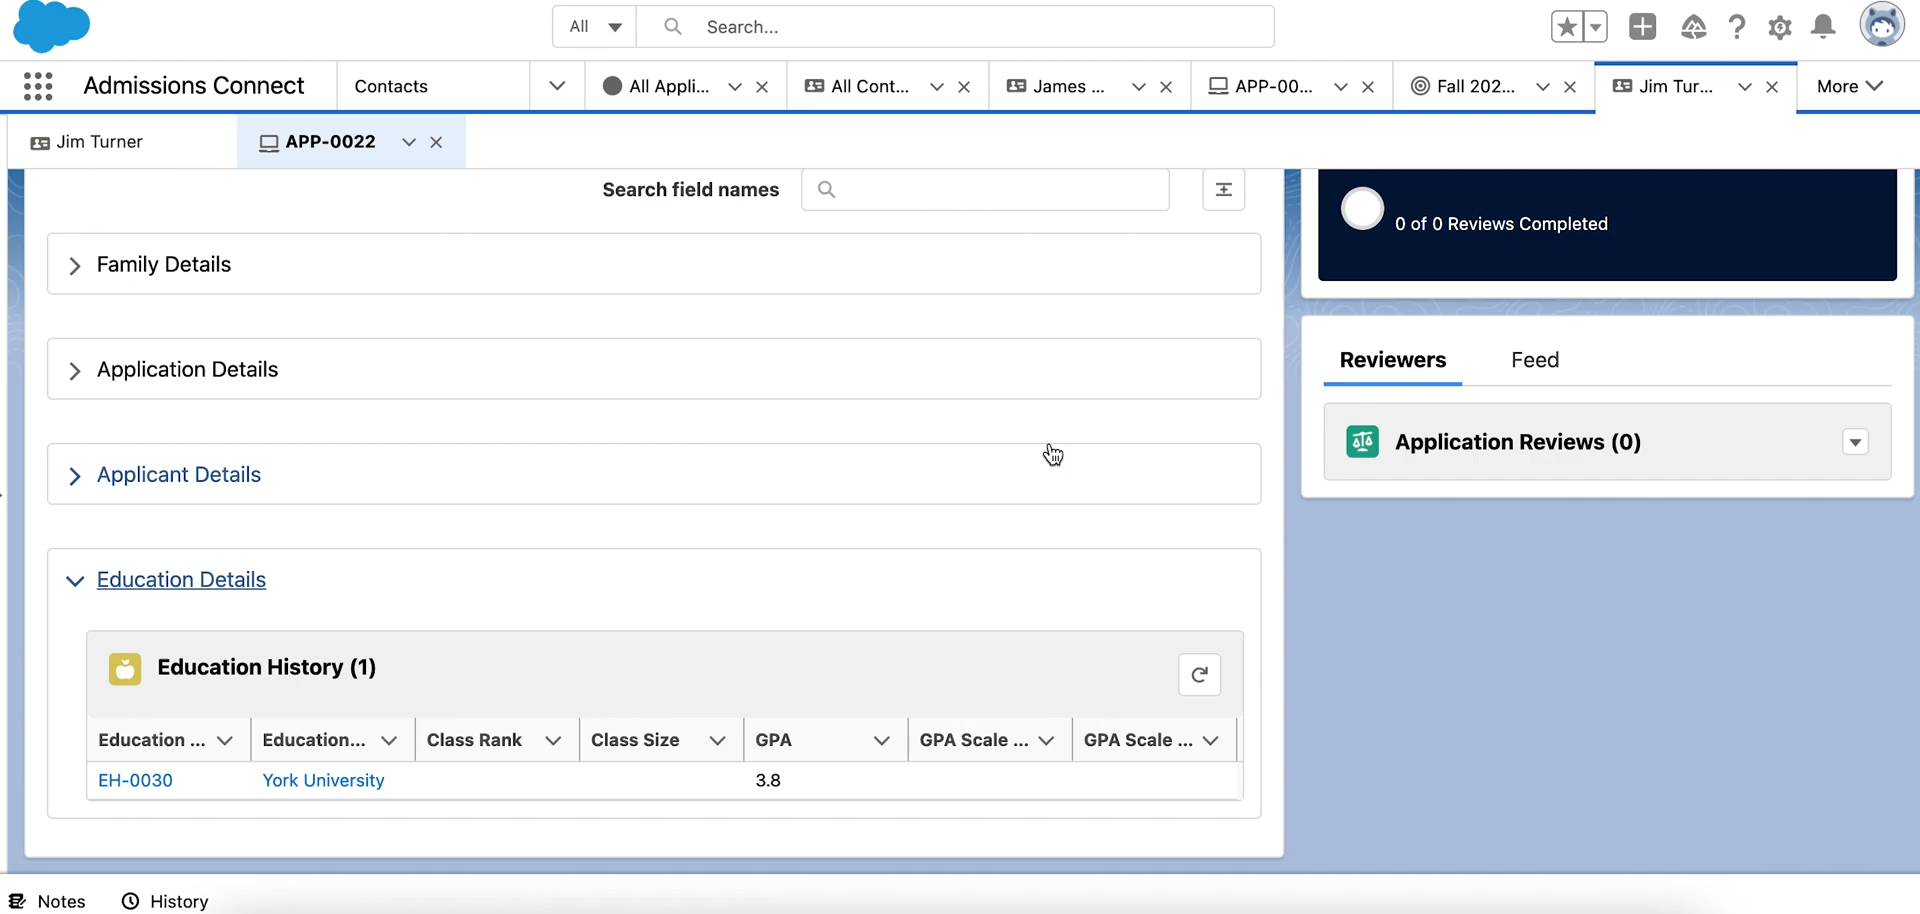 All
Search...
Admissions Connect
Contacts
All Appli...
All Cont...
James ...
APP-00...
Fall 202...
Jim Tur...
More
Jim Turner
APP-0022
Search field names
0 of 0 Reviews Completed
Family Details
Application Details
Reviewers
Feed
Application Reviews (0)
Applicant Details
Education Details
Education History (1)
Education ...
Education...
Class Rank
Class Size
GPA
GPA Scale ...
GPA Scale ...
EH-0030
York University
3.8
Notes
History